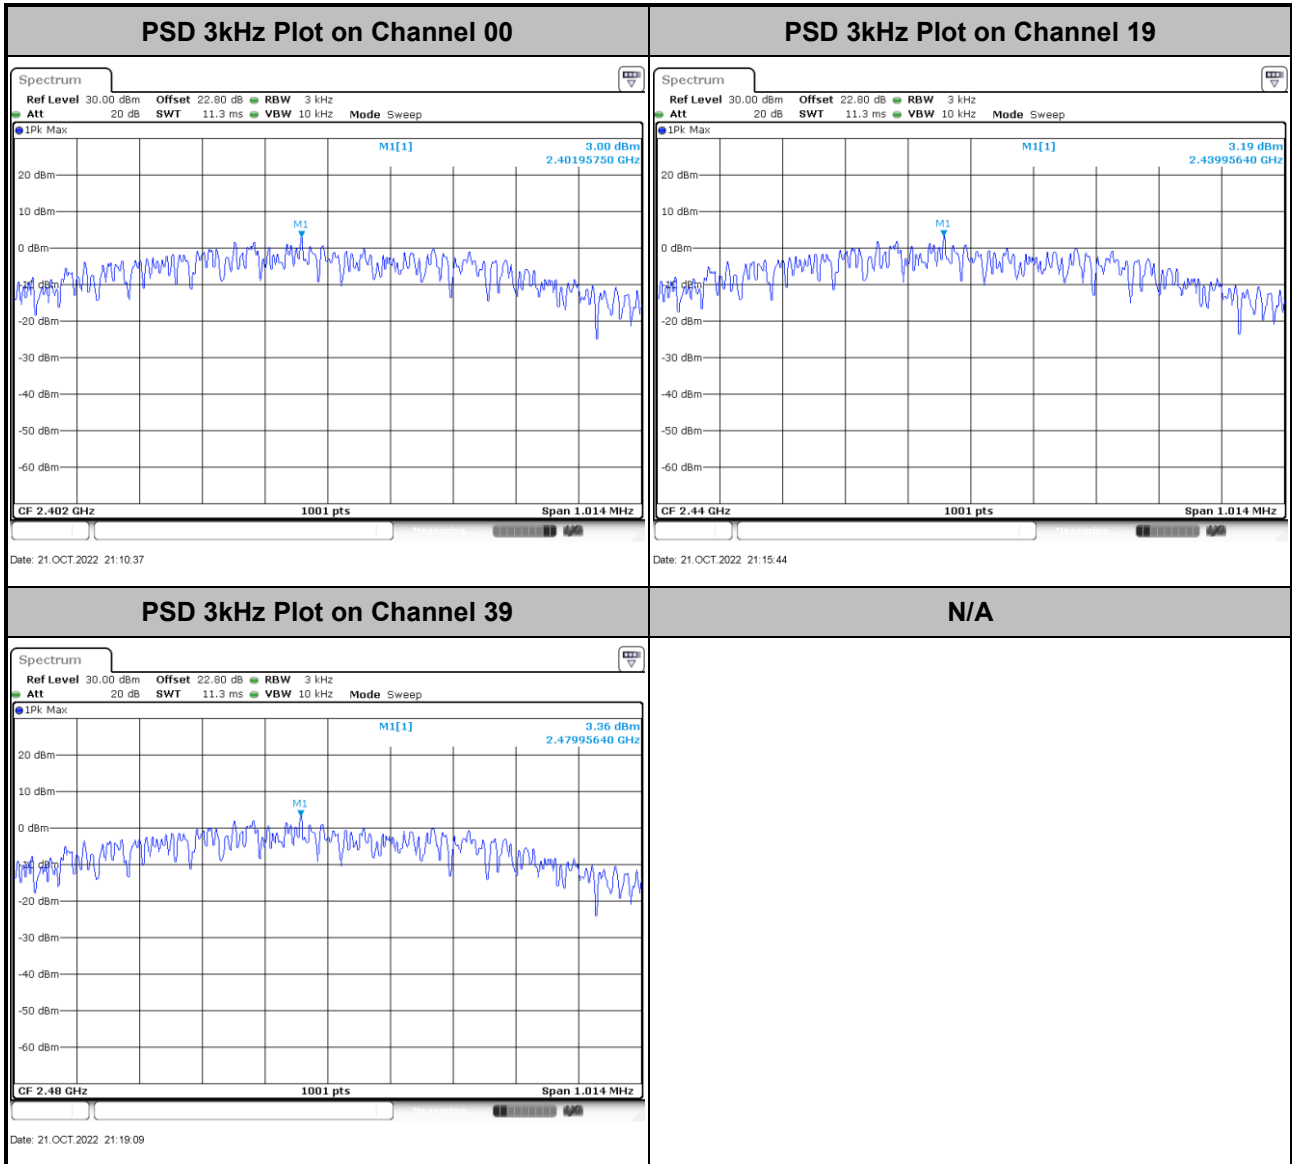 PSD 3kHz Plot on Channel 00
Spectrum
Ref Level 30.00 dBm Offset 22.80 dB RBW 3 kHz
Att 20 dB SWT 11.3 ms VBW 10 kHz Mode Sweep
1Pk Max
M1[1] 3.00 dBm
2.40195750 GHz
20 dBm
10 dBm
M1
0 dBm
-10 dBm
-20 dBm
-30 dBm
-40 dBm
-50 dBm
-60 dBm
CF 2.402 GHz 1001 pts Span 1.014 MHz
Date: 21.OCT.2022 21:10:37
PSD 3kHz Plot on Channel 19
Spectrum
Ref Level 30.00 dBm Offset 22.80 dB RBW 3 kHz
Att 20 dB SWT 11.3 ms VBW 10 kHz Mode Sweep
1Pk Max
M1[1] 3.19 dBm
2.43995640 GHz
20 dBm
10 dBm
M1
0 dBm
-10 dBm
-20 dBm
-30 dBm
-40 dBm
-50 dBm
-60 dBm
CF 2.44 GHz 1001 pts Span 1.014 MHz
Measuring
Date: 21.OCT.2022 21:15:44
PSD 3kHz Plot on Channel 39
Spectrum
Ref Level 30.00 dBm Offset 22.80 dB RBW 3 kHz
Att 20 dB SWT 11.3 ms VBW 10 kHz Mode Sweep
1Pk Max
M1[1] 3.36 dBm
2.47995640 GHz
20 dBm
10 dBm
M1
0 dBm
-10 dBm
-20 dBm
-30 dBm
-40 dBm
-50 dBm
-60 dBm
CF 2.48 GHz 1001 pts Span 1.014 MHz
Measuring
Date: 21.OCT.2022 21:19:09
N/A